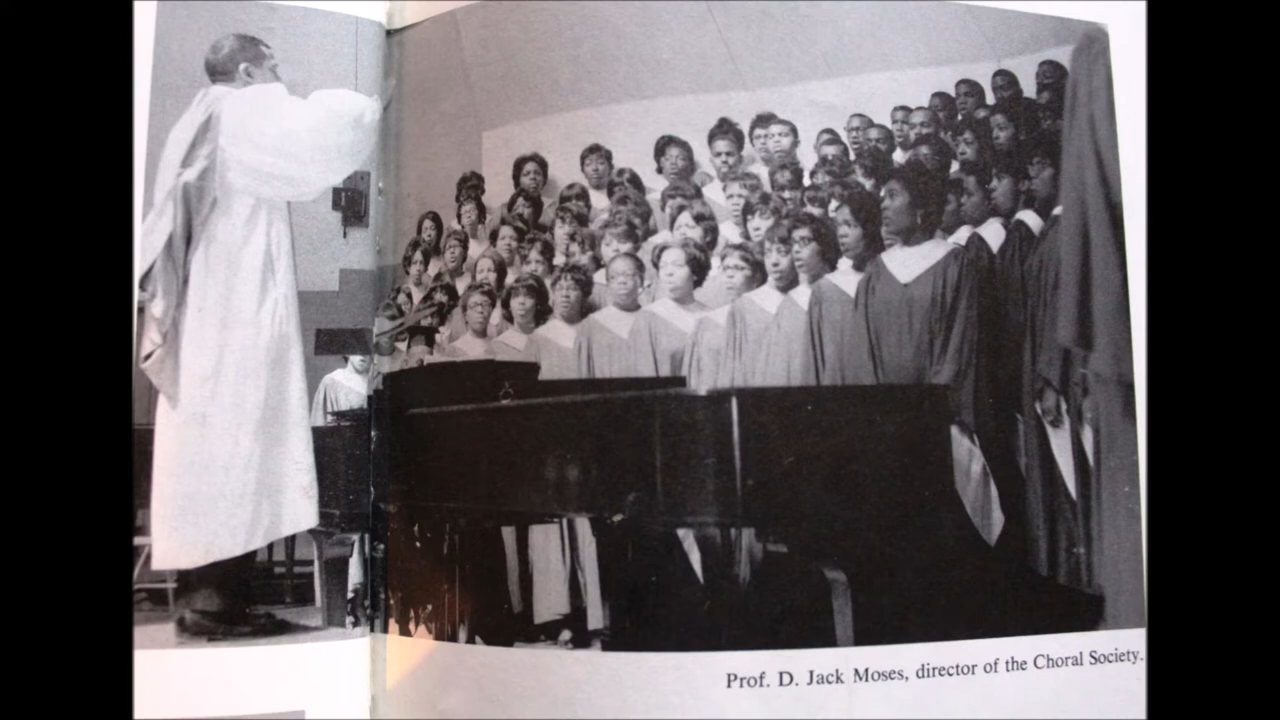 Prof. D. Jack Moses, director of the Choral Society.